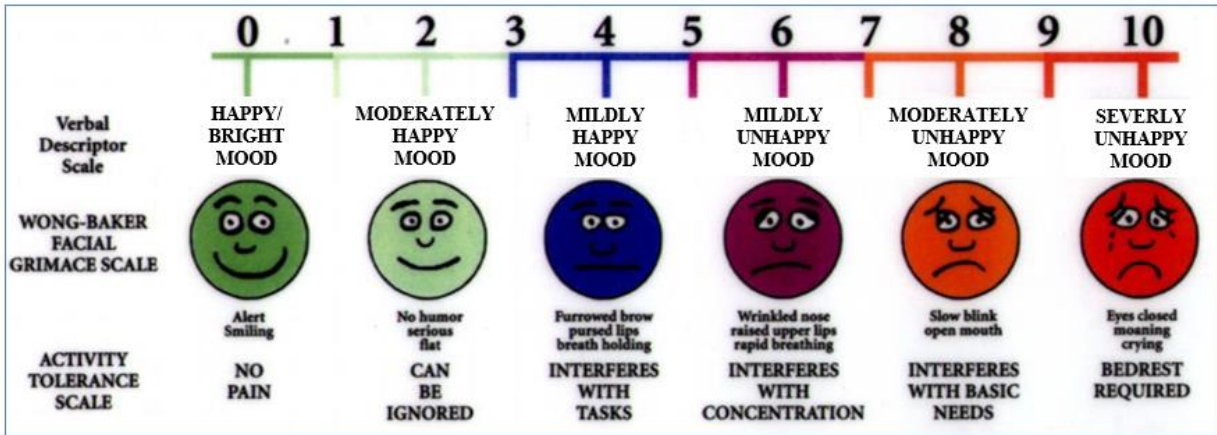 0 1 2 3 4 5 6 7 8 9 10
Verbal
Descriptor
Scale
HAPPY/
BRIGHT
MOOD
MODERATELY
HAPPY
MOOD
MILDLY
HAPPY
MOOD
MILDLY
UNHAPPY
MOOD
MODERATELY
UNHAPPY
MOOD
SEVERLY
UNHAPPY
MOOD
WONG-BAKER
FACIAL
GRIMACE SCALE
Alert
Smiling
No humor
serious
flat
Furrowed brow
pursed lips
breath holding
Wrinkled nose
raised upper lips
rapid breathing
Slow blink
open mouth
Eyes closed
moaning
crying
ACTIVITY
TOLERANCE
SCALE
NO
PAIN
CAN
BE
IGNORED
INTERFERES
WITH
TASKS
INTERFERES
WITH
CONCENTRATION
INTERFERES
WITH BASIC
NEEDS
BEDREST
REQUIRED